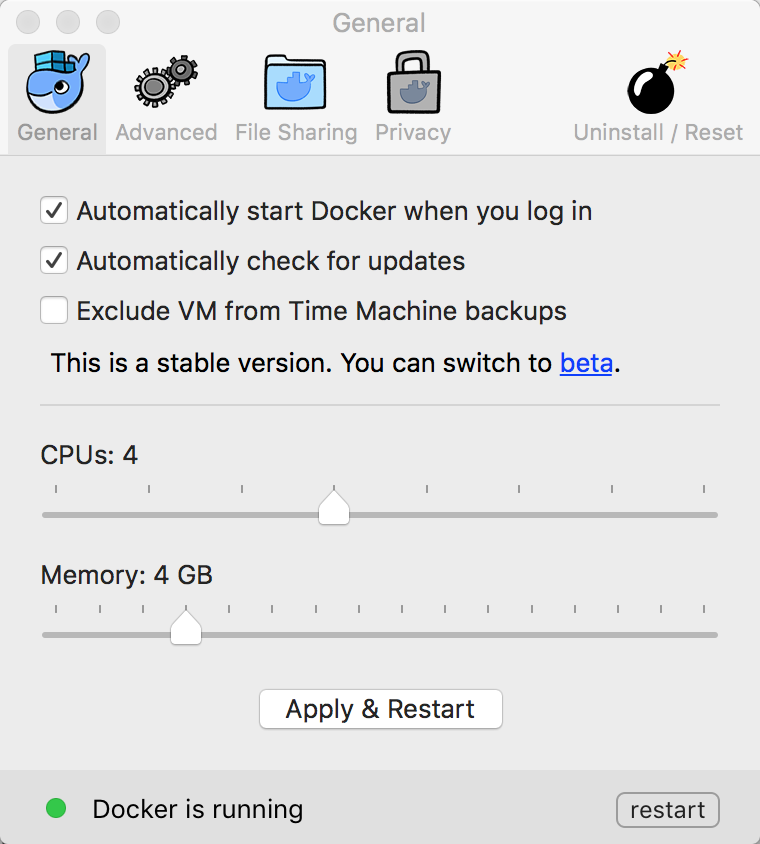 General
General
Advanced
File Sharing
Privacy
Uninstall / Reset
Automatically start Docker when you log in
Automatically check for updates
Exclude VM from Time Machine backups
This is a stable version. You can switch to beta.
CPUs: 4
Memory: 4 GB
Apply & Restart
Docker is running
restart